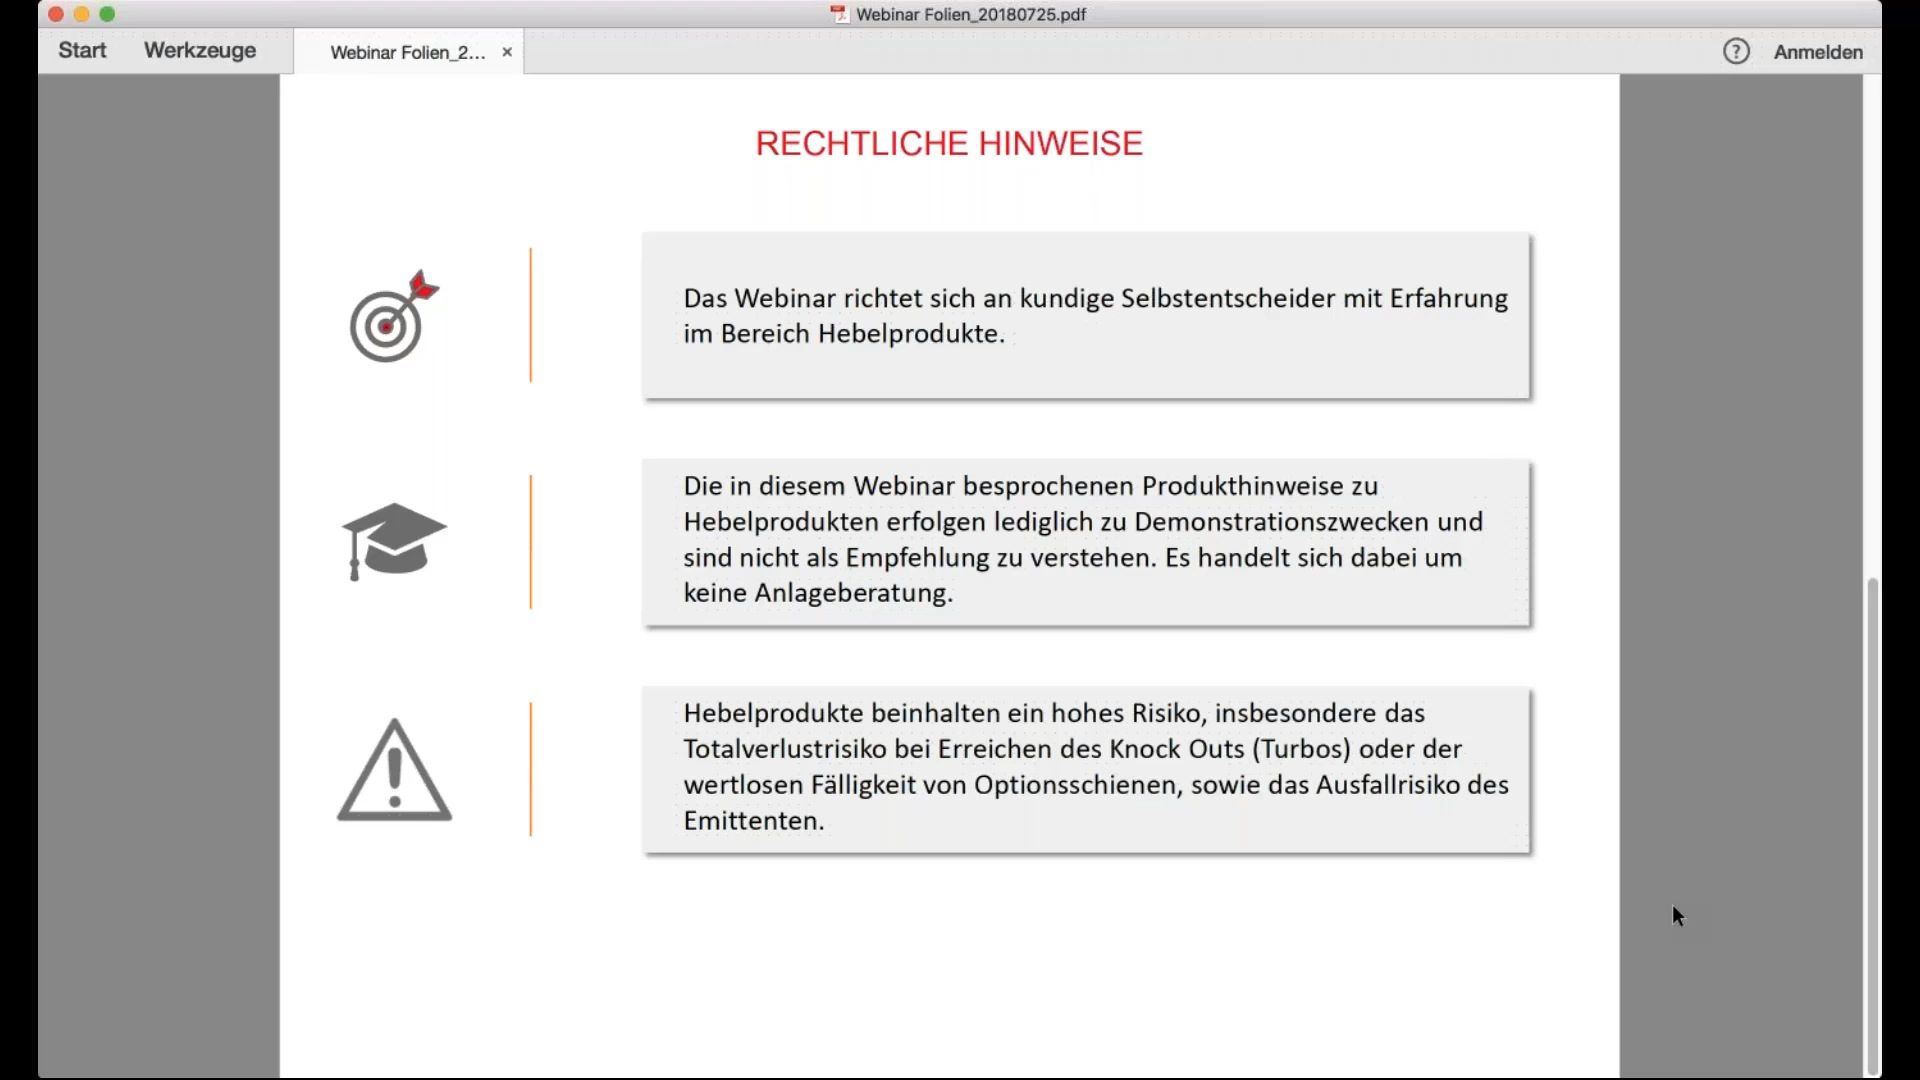 Webinar Folien_20180725.pdf
Start Werkzeuge Webinar Folien_2... × ? Anmelden
RECHTLICHE HINWEISE
Das Webinar richtet sich an kundige Selbstentscheider mit Erfahrung
im Bereich Hebelprodukte.
Die in diesem Webinar besprochenen Produkthinweise zu
Hebelprodukten erfolgen lediglich zu Demonstrationszwecken und
sind nicht als Empfehlung zu verstehen. Es handelt sich dabei um
keine Anlageberatung.
Hebelprodukte beinhalten ein hohes Risiko, insbesondere das
Totalverlustrisiko bei Erreichen des Knock Outs (Turbos) oder der
wertlosen Fälligkeit von Optionsschienen, sowie das Ausfallrisiko des
Emittenten.